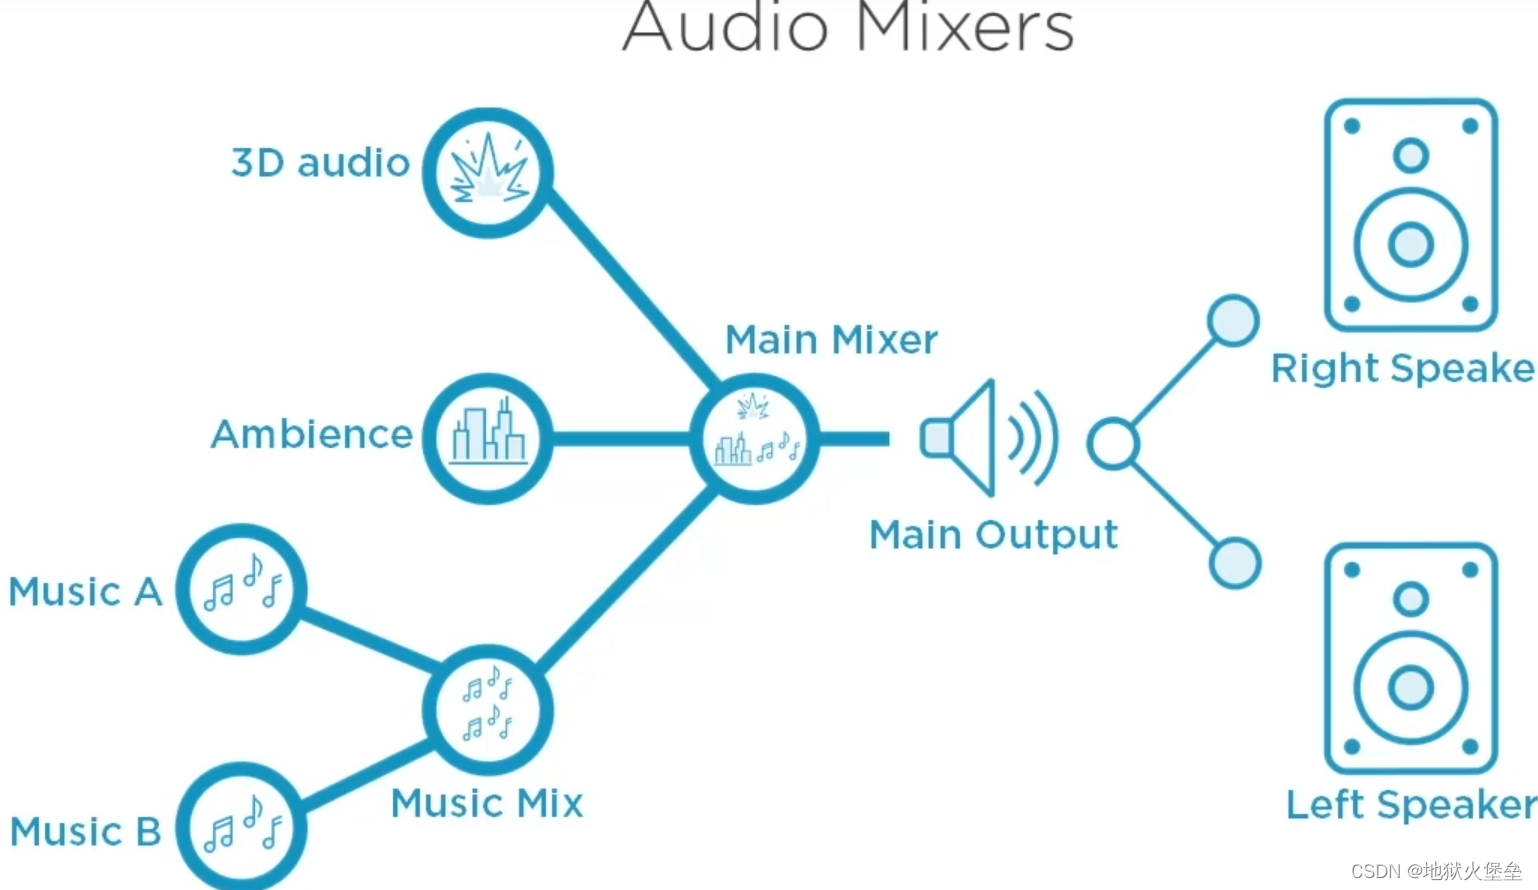 Audio Mixers
3D audio
Main Mixer
Right Speake
Ambience
Main Output
Music A
Music Mix
Left Speaker
Music B
CSDN @地狱火堡垒